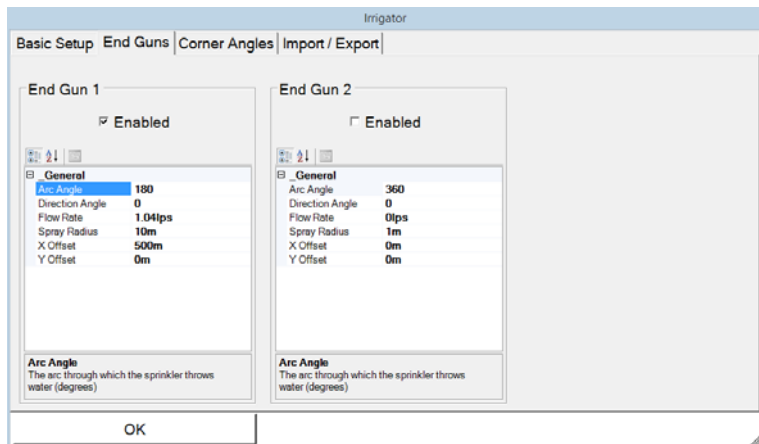 Irrigator
Basic Setup End Guns Corner Angles Import / Export
End Gun 1
Enabled
_General
Arc Angle 180
Direction Angle 0
Flow Rate 1.04lps
Spray Radius 10m
X Offset 500m
Y Offset 0m
Arc Angle
The arc through which the sprinkler throws
water (degrees)
End Gun 2
Enabled
_General
Arc Angle 360
Direction Angle 0
Flow Rate 0lps
Spray Radius 1m
X Offset 0m
Y Offset 0m
Arc Angle
The arc through which the sprinkler throws
water (degrees)
OK